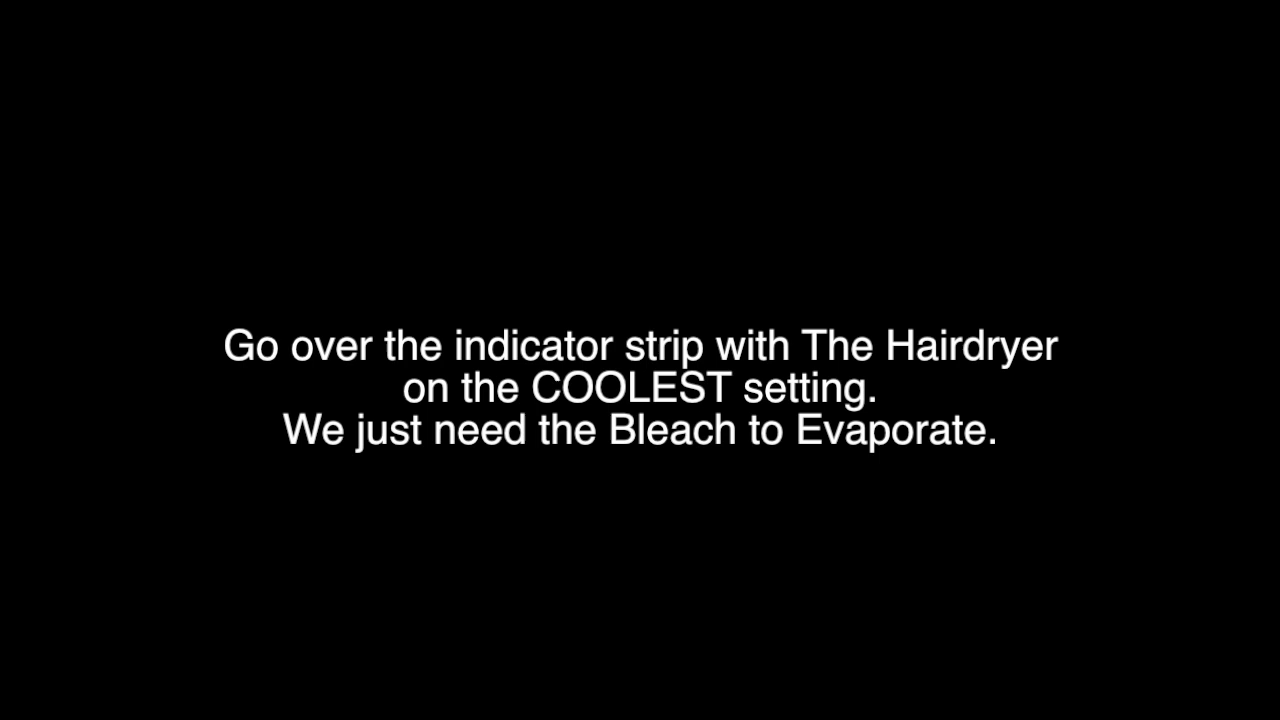 Go over the indicator strip with The Hairdryer
on the COOLEST setting.
We just need the Bleach to Evaporate.